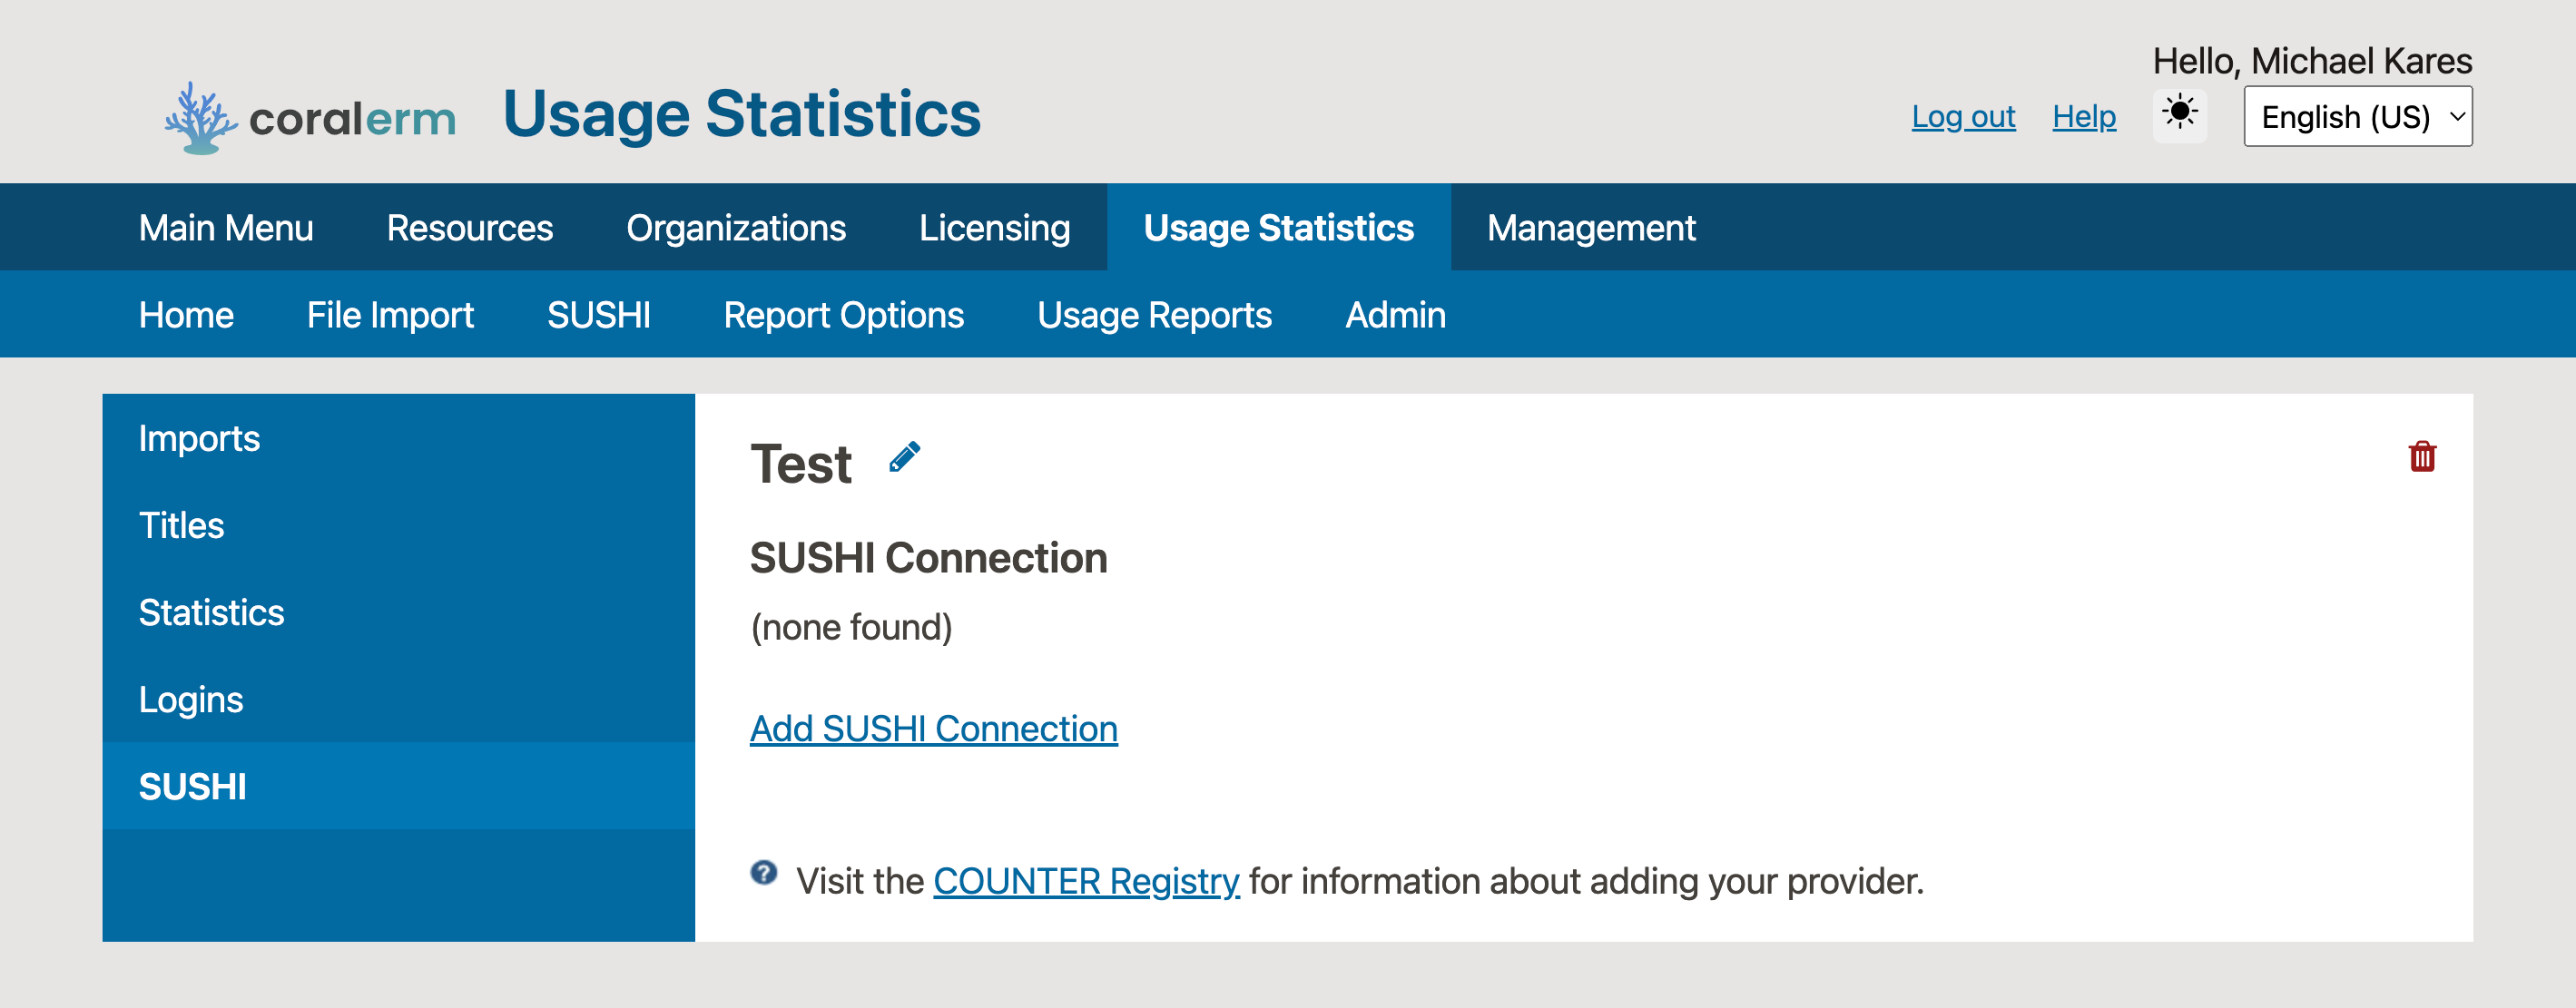 Hello, Michael Kares
coralerm Usage Statistics Log out Help English (US)
Main Menu Resources Organizations Licensing Usage Statistics Management
Home File Import SUSHI Report Options Usage Reports Admin
Imports
Titles
Statistics
Logins
SUSHI
Test
SUSHI Connection
(none found)
Add SUSHI Connection
? Visit the COUNTER Registry for information about adding your provider.